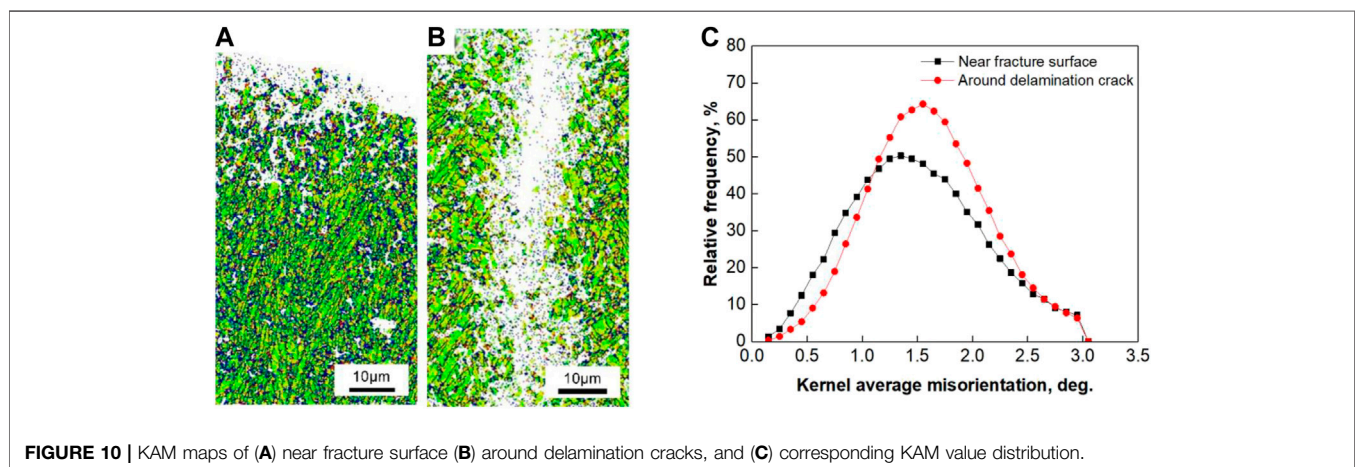 A
B
C
10μm
10μm
80
70
60
50
40
30
20
10
0
Relative frequency, %
Near fracture surface
Around delamination crack
0.0 0.5 1.0 1.5 2.0 2.5 3.0 3.5
Kernel average misorientation, deg.
FIGURE 10 | KAM maps of (A) near fracture surface (B) around delamination cracks, and (C) corresponding KAM value distribution.